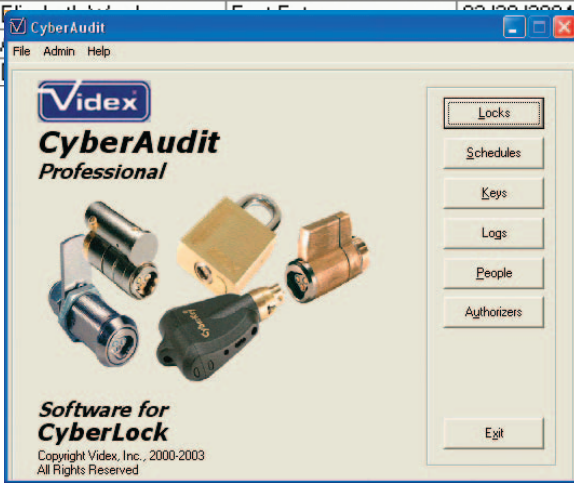 CyberAudit
File Admin Help
Videx
CyberAudit
Professional
Locks
Schedules
Keys
Logs
People
Authorizers
CyberKey
Software for
CyberLock
Copyright Videx, Inc., 2000-2003
All Rights Reserved
Exit